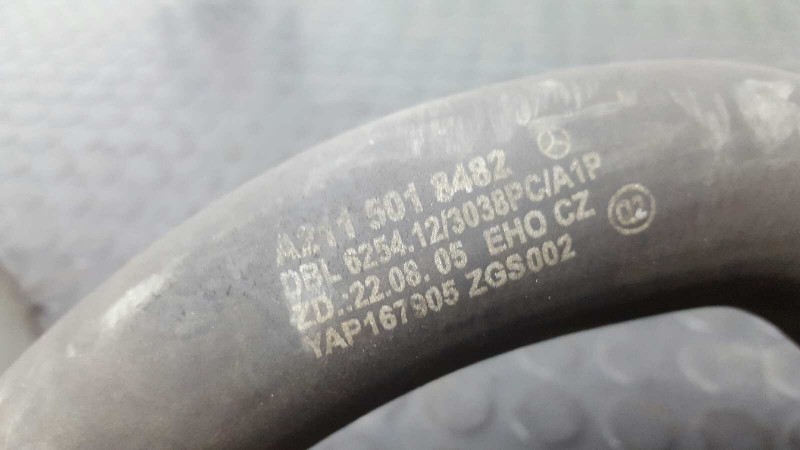 A211 501 8482
DBL 6254.12/3038PC/A1P
ZD.:22.08.05 EHO CZ
YAP167905 ZGS002